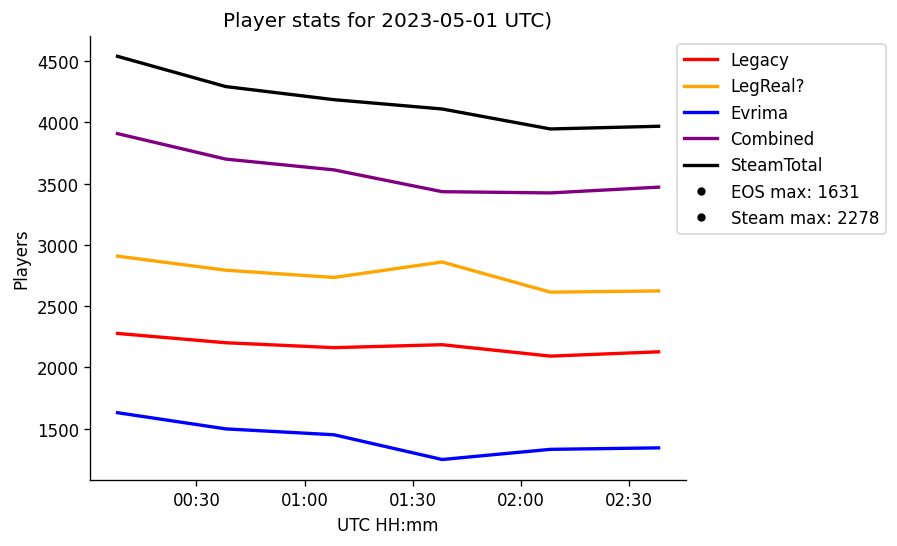 Player stats for 2023-05-01 UTC)
Legacy
LegReal?
Evrima
Combined
SteamTotal
EOS max: 1631
Steam max: 2278
Players
4500
4000
3500
3000
2500
2000
1500
00:30 01:00 01:30 02:00 02:30
UTC HH:mm